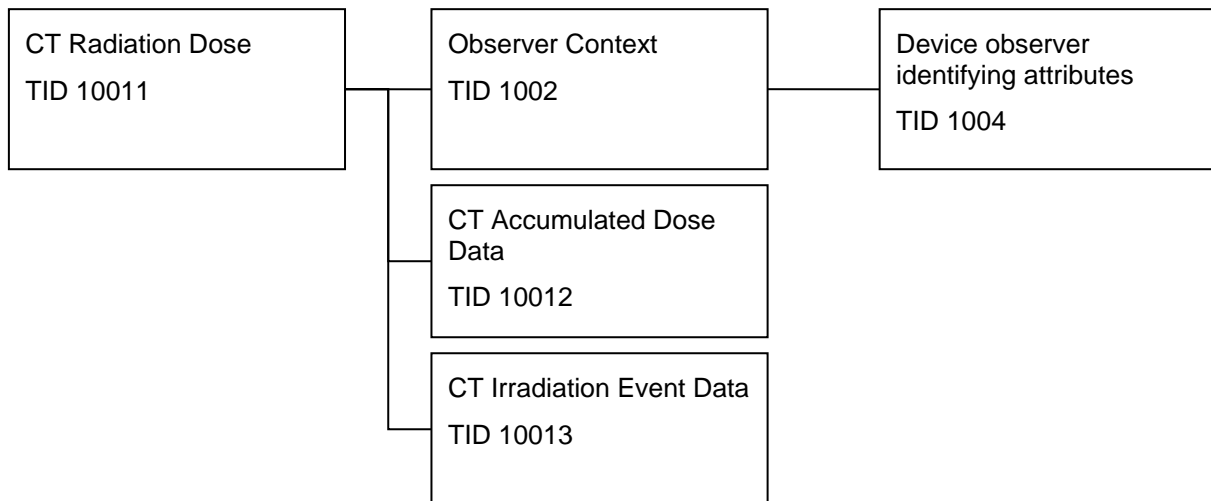 CT Radiation Dose
TID 10011
Observer Context
TID 1002
Device observer
identifying attributes
TID 1004
CT Accumulated Dose
Data
TID 10012
CT Irradiation Event Data
TID 10013